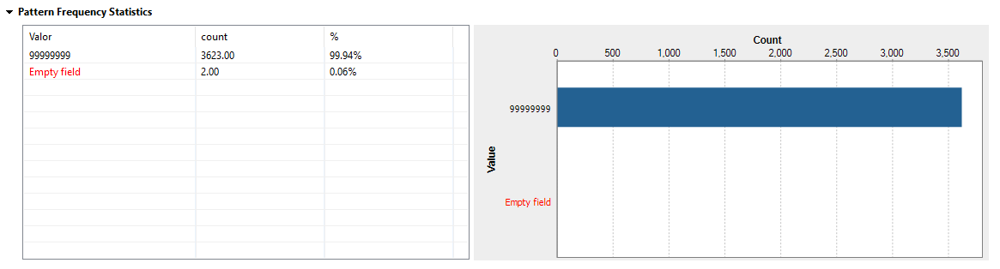 Pattern Frequency Statistics
Valor count %
99999999 3623.00 99.94%
Empty field 2.00 0.06%
Count
0 500 1,000 1,500 2,000 2,500 3,000 3,500
99999999
Value
Empty field